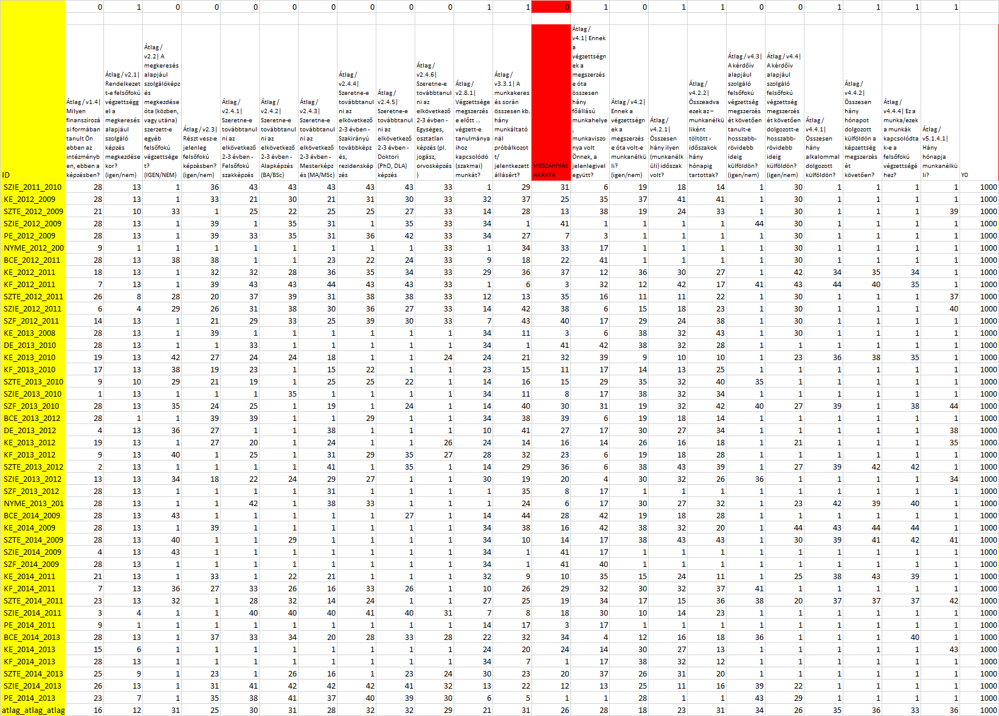 0 1 0 0 0 0 0 0 0 0 1 1 0 1 0 1 1 0 0 1 1 1 1
ID
Átlag / v1.4|
Milyen
finanszírozá
si formában
tanult Ön
ebben az
intézményb
en, ebben a
képzésben?
Átlag / v2.1|
Rendelkezet
t-e felsőfokú
végzettségg
el a
megkeresés
alapjául
szolgáló
képzés
megkezdése
kor?
(igen/nem)
Átlag /
v2.2| A
megkeresés
alapjául
szolgálóképz
és
megkezdése
óta (közben,
vagy utána)
szerzett-e
egyéb
felsőfokú
végzettsége
t?
(IGEN/NEM)
Átlag / v2.3|
Részt vesz-e
jelenleg
felsőfokú
képzésben?
(igen/nem)
Átlag /
v2.4.1|
Szeretne-e
továbbtanul
ni az
elkövetkező
2-3 évben -
Felsőfokú
szakképzés
Átlag /
v2.4.2|
Szeretne-e
továbbtanul
ni az
elkövetkező
2-3 évben -
Alapképzés
(BA/BSc)
Átlag /
v2.4.3|
Szeretne-e
továbbtanul
ni az
elkövetkező
2-3 évben -
Mesterképz
és (MA/MSc)
Átlag /
v2.4.4|
Szeretne-e
továbbtanul
ni az
elkövetkező
2-3 évben -
Szakirányú
továbbképz
és,
rezidenskép
zés
Átlag /
v2.4.5|
Szeretne-e
továbbtanul
ni az
elkövetkező
2-3 évben -
Doktori
(PhD, DLA)
képzés
Átlag /
v2.4.6|
Szeretne-e
továbbtanul
ni az
elkövetkező
2-3 évben -
Egységes,
osztatlan
képzés (pl.
jogász,
orvosképzés
)
Átlag /
v2.8.1|
Végzettsége
megszerzés
e előtt ...
végzett-e
tanulmánya
ihoz
kapcsolódó
(szakmai)
munkát?
Átlag /
v3.3.1| A
munkakeres
és során
összesen kb.
hány
munkáltató
nál
próbálkozot
t/
jelentkezett
állásért?
VISSZAHÍVÁS
ARÁNYA
Átlag /
v4.1| Ennek
a
végzettségn
ek a
megszerzés
e óta
összesen
hány
főállású
munkahelye
,
munkaviszo
nya volt
Önnek, a
jelenlegivel
együtt?
Átlag / v4.2|
Ennek a
végzettségn
ek a
megszerzés
e óta volt-e
munkanélkü
li?
(igen/nem)
Átlag /
v4.2.1|
Összesen
hány ilyen
(munkanélk
üli) időszak
volt?
Átlag /
v4.2.2|
Összeadva
ezek az –
munkanélkü
liként
töltött -
időszakok
hány
hónapig
tartottak?
Átlag / v4.3|
A kérdőív
alapjául
szolgáló
felsőfokú
végzettség
megszerzés
ét követően
tanult-e
hosszabb-
rövidebb
ideig
külföldön?
(igen/nem)
Átlag / v4.4|
A kérdőív
alapjául
szolgáló
felsőfokú
végzettség
megszerzés
ét követően
dolgozott-e
hosszabb-
rövidebb
ideig
külföldön?
(igen/nem)
Átlag /
v4.4.1|
Összesen
hány
alkalommal
dolgozott
külföldön?
Átlag /
v4.4.2|
Összesen
hány
hónapot
dolgozott
külföldön a
képzettség
megszerzés
ét
követően?
Átlag /
v4.4.4| Ez a
munka/ezek
a munkák
kapcsolódta
k-e a
felsőfokú
végzettségé
hez?
Átlag /
v5.1.4.1|
Hány
hónapja
munkanélkü
li?
Y0
SZIE_2011_2010 28 13 1 36 43 43 43 43 43 33 1 29 31 6 19 18 14 1 30 1 1 1 1 1000
KE_2012_2009 28 13 1 33 21 30 21 31 30 33 32 37 25 35 37 41 41 1 30 1 1 1 1 1000
SZTE_2012_2009 21 10 33 1 25 22 25 25 27 33 14 28 13 38 19 24 33 1 30 1 1 1 39 1000
SZIE_2012_2009 28 13 1 39 1 35 31 1 35 33 34 1 41 1 1 1 1 44 30 1 1 1 1 1000
PE_2012_2009 28 13 1 39 33 35 31 36 42 33 34 27 7 3 1 1 1 1 30 1 1 1 1 1000
NYME_2012_200 9 1 1 1 1 1 1 1 1 33 1 34 33 17 1 1 1 1 30 1 1 1 1 1000
BCE_2012_2011 28 13 38 38 1 1 23 22 24 33 9 18 22 41 1 1 1 1 30 1 1 1 1 1000
KE_2012_2011 18 13 1 32 32 28 36 35 34 33 29 36 37 12 36 30 27 1 42 34 35 34 1 1000
KF_2012_2011 7 13 1 39 43 43 44 43 43 33 1 6 3 32 12 42 17 41 43 44 40 35 1 1000
SZTE_2012_2011 26 8 28 20 37 39 31 38 38 33 12 13 35 16 11 11 22 1 30 1 1 1 37 1000
SZIE_2012_2011 6 4 29 26 31 38 30 36 27 33 14 42 38 6 15 18 23 1 30 1 1 1 40 1000
SZF_2012_2011 14 13 1 21 29 33 25 39 30 33 7 43 40 17 29 24 38 1 30 1 1 1 1 1000
KE_2013_2008 28 13 1 39 1 1 1 1 1 1 34 11 3 6 38 32 43 1 30 1 1 1 1 1000
DE_2013_2010 28 13 1 1 33 1 1 1 1 1 34 1 41 42 38 32 28 1 1 1 1 1 1 1000
KE_2013_2010 19 13 42 27 24 24 18 1 1 24 24 21 32 39 9 10 10 1 23 36 38 35 1 1000
KF_2013_2010 17 13 38 19 23 1 15 22 1 1 23 15 11 17 14 13 25 1 1 1 1 1 1 1000
SZTE_2013_2010 9 10 29 21 19 1 25 25 22 1 14 16 15 29 35 32 40 35 1 1 1 1 1 1000
SZIE_2013_2010 1 13 1 1 1 35 1 1 1 1 34 11 8 17 38 32 34 1 1 1 1 1 1 1000
SZF_2013_2010 28 13 35 24 25 1 19 1 24 1 14 40 30 31 19 32 42 40 27 39 1 38 44 1000
BCE_2013_2012 28 1 1 39 39 1 1 29 1 1 34 38 39 6 19 18 14 1 1 1 1 1 1 1000
DE_2013_2012 4 13 36 27 1 1 38 1 1 1 10 41 27 17 30 27 34 1 1 1 1 1 38 1000
KE_2013_2012 19 13 1 27 20 1 24 1 1 26 24 14 16 14 26 16 18 1 21 1 1 1 35 1000
KF_2013_2012 9 13 40 1 25 1 31 29 35 27 28 32 23 6 19 18 28 1 1 1 1 1 1 1000
SZTE_2013_2012 2 13 1 1 1 1 41 1 35 1 14 29 36 6 38 43 39 1 27 39 42 42 1 1000
SZIE_2013_2012 13 13 34 18 22 24 29 27 1 1 30 19 20 4 30 32 26 36 1 1 1 1 34 1000
SZF_2013_2012 28 13 1 1 1 1 31 1 1 1 1 35 8 17 1 1 1 1 1 1 1 1 1 1000
NYME_2013_201 28 13 1 1 42 1 38 33 1 1 1 24 6 17 30 27 32 1 23 42 39 40 1 1000
BCE_2014_2009 28 13 43 1 1 1 1 1 27 1 14 44 28 42 19 18 28 1 1 1 1 1 1 1000
KE_2014_2009 28 13 1 39 1 1 1 1 1 1 34 38 16 42 38 32 20 1 44 43 44 44 1 1000
SZTE_2014_2009 28 13 40 1 1 29 1 1 1 1 34 10 14 17 38 43 43 1 30 39 41 42 41 1000
SZIE_2014_2009 4 13 43 1 1 1 1 1 1 1 34 1 41 17 1 1 1 1 1 1 1 1 1 1000
SZF_2014_2009 28 13 1 1 1 1 1 1 1 1 34 1 41 40 1 1 1 1 1 1 1 1 1 1000
KE_2014_2011 21 13 1 33 1 22 21 1 1 1 32 9 10 35 15 24 11 1 25 38 43 39 1 1000
KF_2014_2011 7 13 36 27 33 26 16 33 26 1 10 26 29 32 30 32 37 41 1 1 1 1 1 1000
SZTE_2014_2011 23 13 32 1 28 32 14 24 1 1 27 25 19 34 17 15 36 38 20 37 37 37 42 1000
SZIE_2014_2011 3 4 1 1 40 40 40 41 40 31 7 8 18 30 10 14 23 1 1 1 1 1 1 1000
PE_2014_2011 9 1 1 1 1 1 1 1 1 1 14 17 3 17 1 1 1 1 1 1 1 1 1 1000
BCE_2014_2013 28 13 1 37 33 34 20 28 33 28 22 32 34 4 12 16 18 36 1 1 1 40 1 1000
KE_2014_2013 15 6 1 1 1 1 1 1 1 1 24 20 24 14 30 27 13 1 1 1 1 1 43 1000
KF_2014_2013 28 13 1 1 1 1 1 1 1 1 34 7 1 17 38 32 12 1 1 1 1 1 1 1000
SZTE_2014_2013 25 9 1 23 1 26 16 1 23 24 30 23 20 37 26 31 20 1 1 1 1 1 1 1000
SZIE_2014_2013 26 13 1 31 41 42 42 42 41 32 13 22 12 13 25 11 16 39 22 1 1 1 1 1000
PE_2014_2013 23 7 1 35 38 41 37 40 39 30 6 5 1 1 28 1 1 43 29 1 1 1 1 1000
atlag_atlag_atlag 16 12 31 25 30 31 28 32 32 29 21 31 26 28 18 23 31 34 26 35 36 33 36 1000